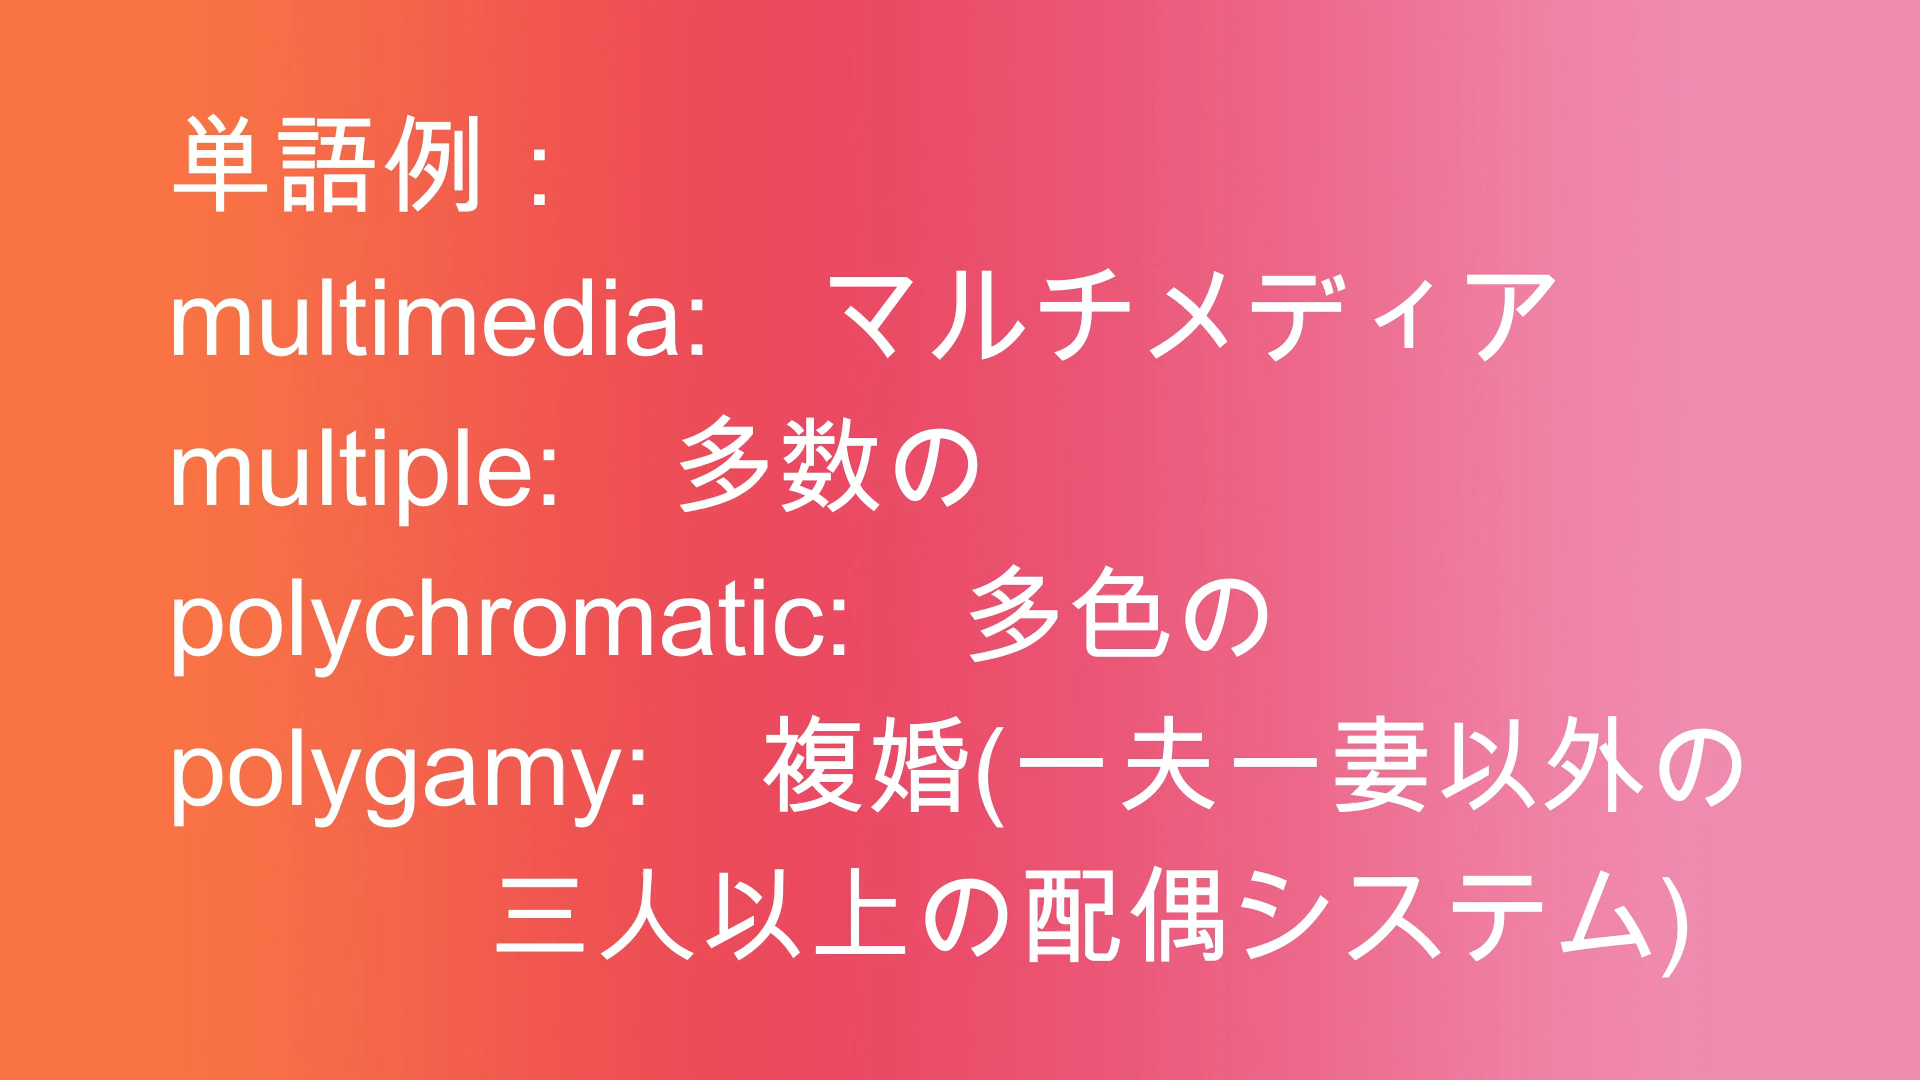 単語例：
multimedia:　マルチメディア
multiple:　多数の
polychromatic:　多色の
polygamy:　複婚(一夫一妻以外の
三人以上の配偶システム)